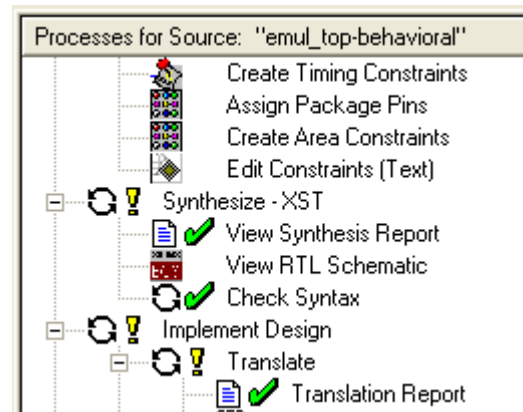 Processes for Source: "emul_top-behavioral"
Create Timing Constraints
Assign Package Pins
Create Area Constraints
Edit Constraints (Text)
Synthesize - XST
View Synthesis Report
View RTL Schematic
Check Syntax
Implement Design
Translate
Translation Report